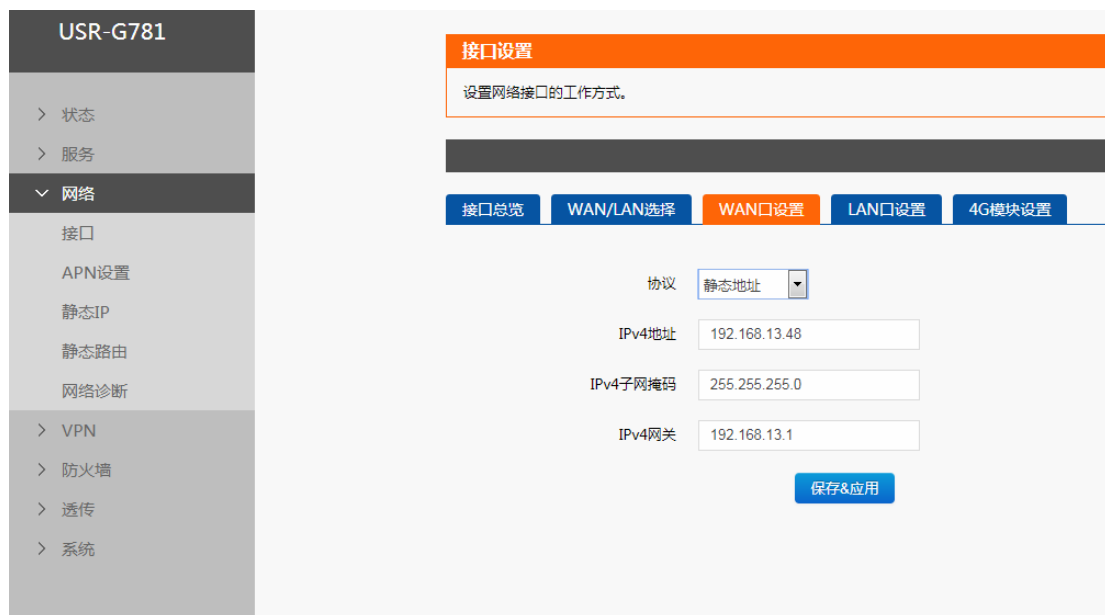 USR-G781
状态
服务
网络
接口
APN设置
静态IP
静态路由
网络诊断
VPN
防火墙
透传
系统
接口设置
设置网络接口的工作方式。
接口总览 WAN/LAN选择 WAN口设置 LAN口设置 4G模块设置
协议 静态地址
IPv4地址 192.168.13.48
IPv4子网掩码 255.255.255.0
IPv4网关 192.168.13.1
保存&应用